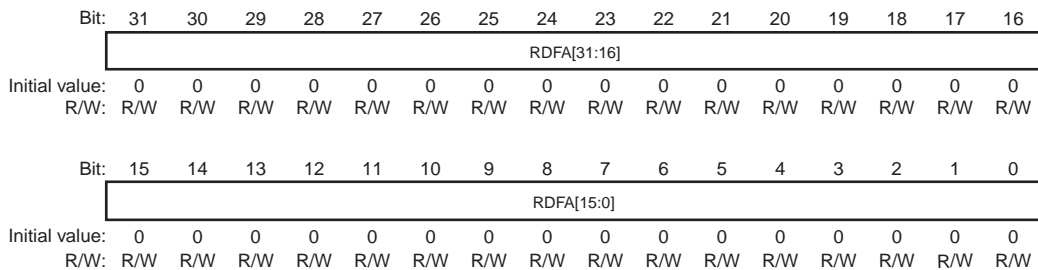 Bit: 31 30 29 28 27 26 25 24 23 22 21 20 19 18 17 16
RDFA[31:16]
Initial value: 0 0 0 0 0 0 0 0 0 0 0 0 0 0 0 0
R/W: R/W R/W R/W R/W R/W R/W R/W R/W R/W R/W R/W R/W R/W R/W R/W R/W
Bit: 15 14 13 12 11 10 9 8 7 6 5 4 3 2 1 0
RDFA[15:0]
Initial value: 0 0 0 0 0 0 0 0 0 0 0 0 0 0 0 0
R/W: R/W R/W R/W R/W R/W R/W R/W R/W R/W R/W R/W R/W R/W R/W R/W R/W